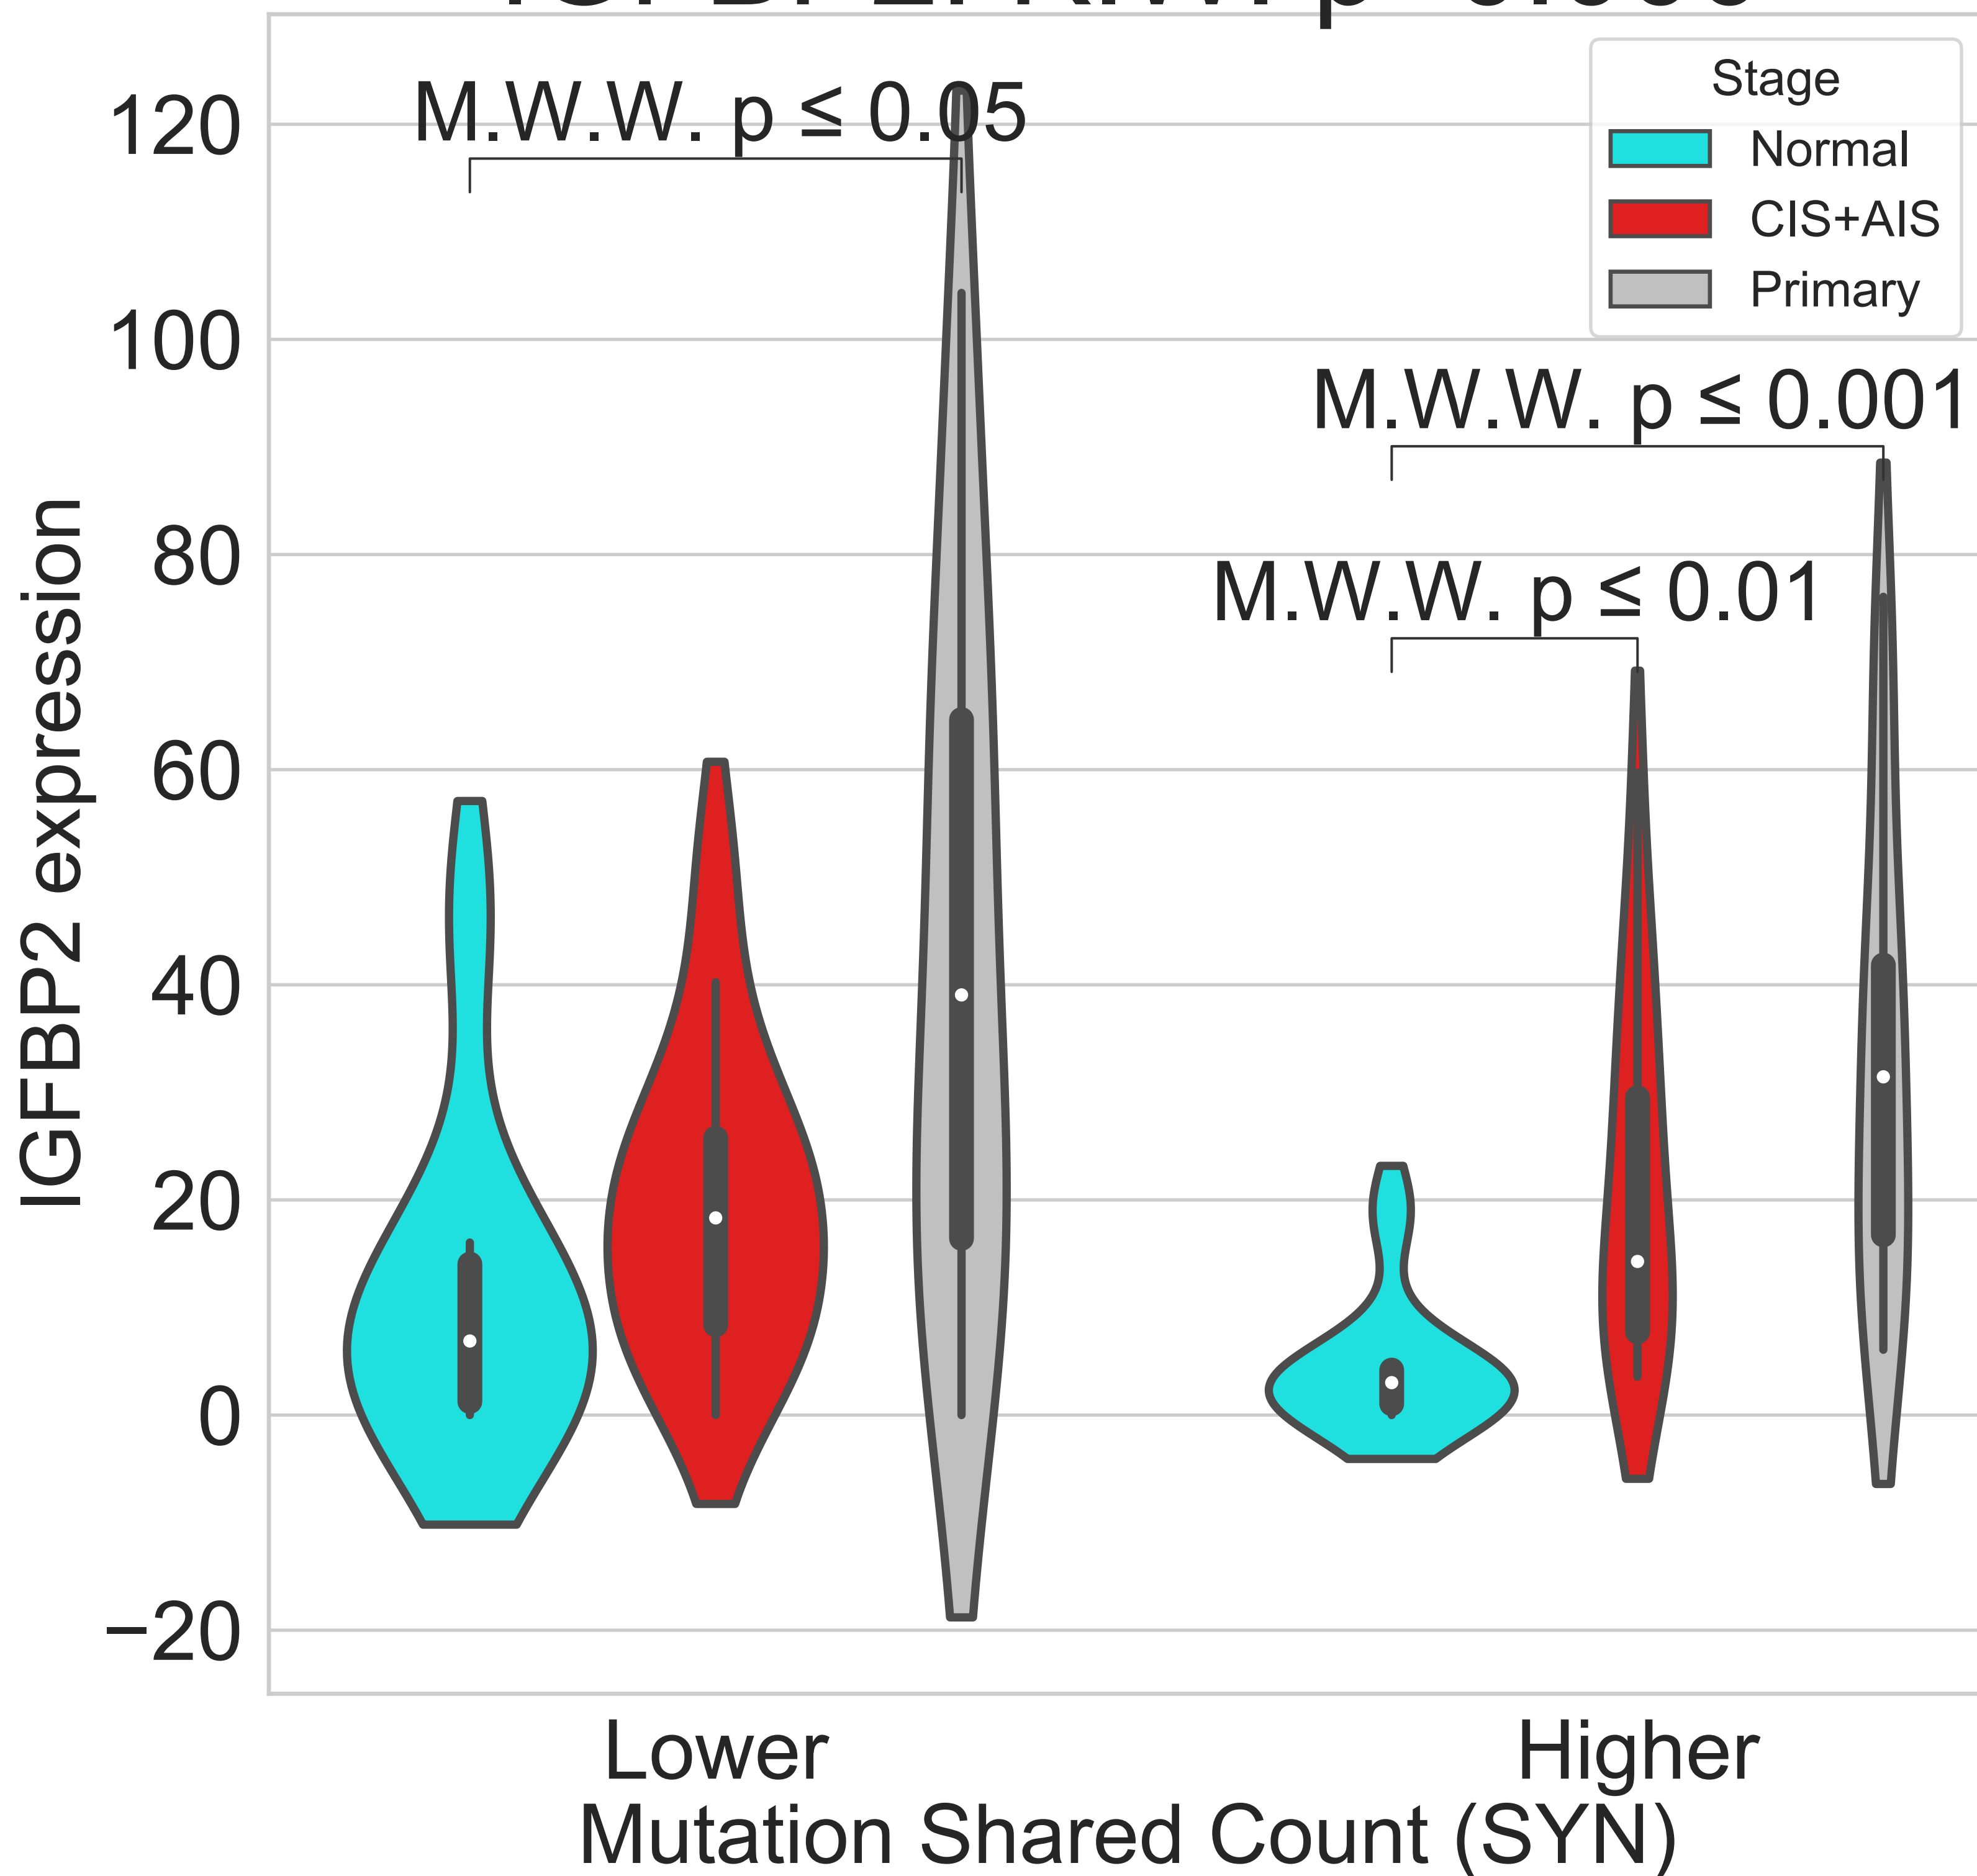 M.W.W. p ≤ 0.05
Stage
Normal
CIS+AIS
Primary
M.W.W. p ≤ 0.001
M.W.W. p ≤ 0.01
120
100
80
60
40
20
0
−20
IGFBP2 expression
Lower
Higher
Mutation Shared Count (SYN)